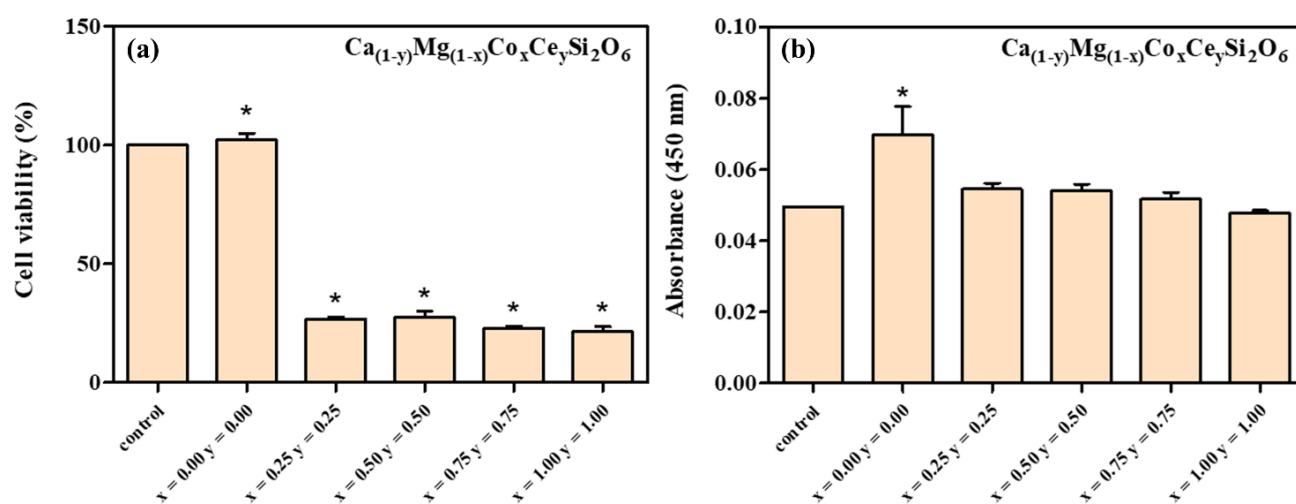 (a)
Ca(1-y)Mg(1-x)CoxCeySi2O6
Cell viability (%)
150
100
50
0
*
*
*
*
*
control
x = 0.00 y = 0.00
x = 0.25 y = 0.25
x = 0.50 y = 0.50
x = 0.75 y = 0.75
x = 1.00 y = 1.00
(b)
Ca(1-y)Mg(1-x)CoxCeySi2O6
Absorbance (450 nm)
0.10
0.08
0.06
0.04
0.02
0.00
*
control
x = 0.00 y = 0.00
x = 0.25 y = 0.25
x = 0.50 y = 0.50
x = 0.75 y = 0.75
x = 1.00 y = 1.00